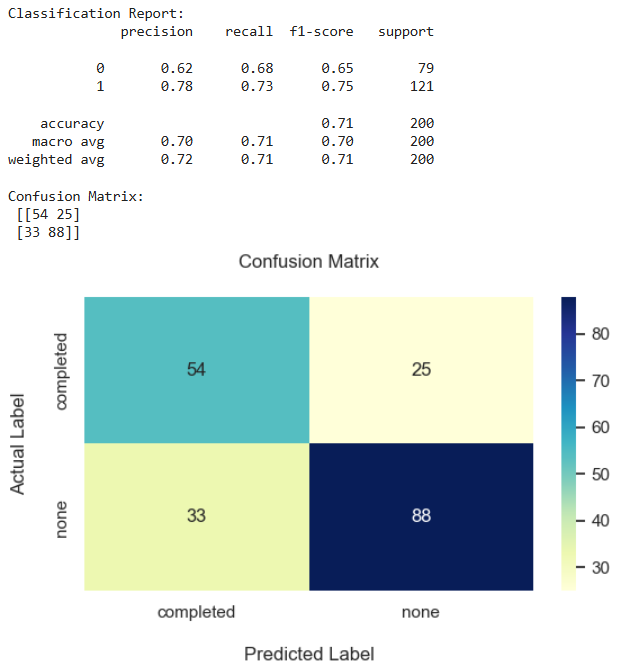 Classification Report:
precision recall f1-score support
0 0.62 0.68 0.65 79
1 0.78 0.73 0.75 121
accuracy 0.71 200
macro avg 0.70 0.71 0.70 200
weighted avg 0.72 0.71 0.71 200
Confusion Matrix:
[[54 25]
[33 88]]
Confusion Matrix
Actual Label
completed
none
54 25
33 88
completed none
Predicted Label
80
70
60
50
40
30